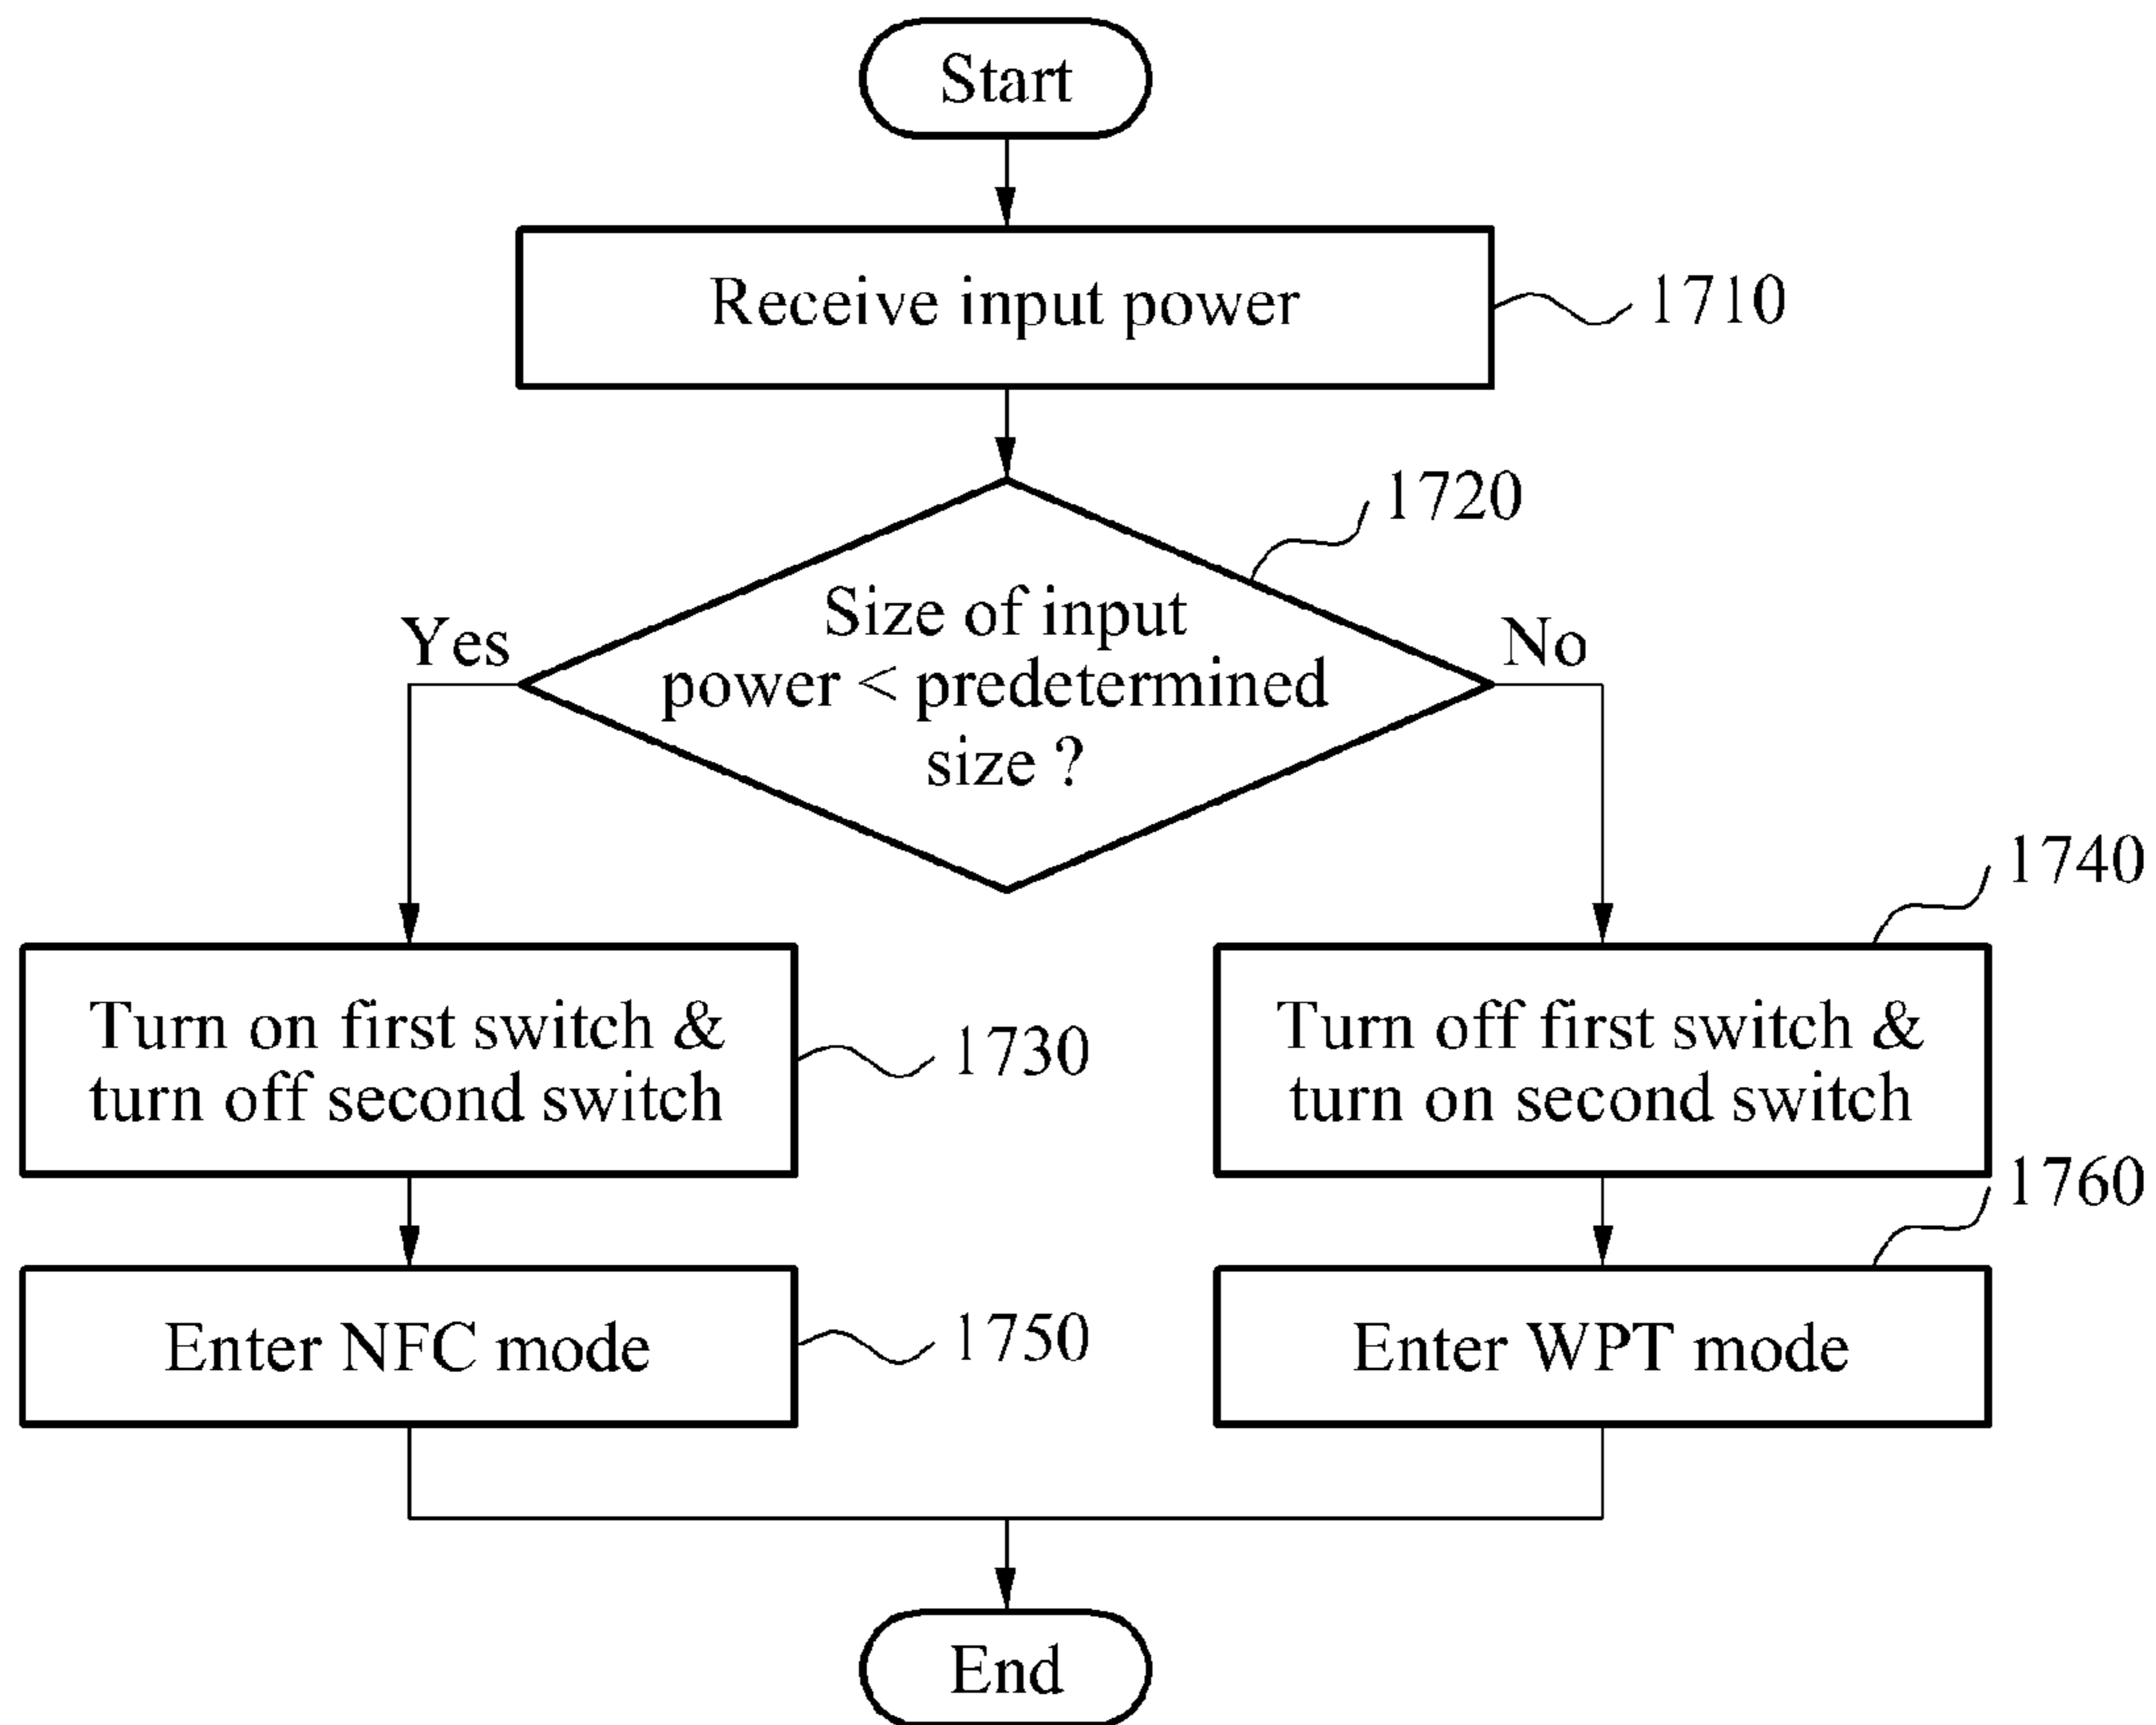 Start
Receive input power
1710
1720
Size of input
power < predetermined
size ?
Yes
No
1740
Turn on first switch &
turn off second switch
1730
Turn off first switch &
turn on second switch
1760
Enter NFC mode
1750
Enter WPT mode
End